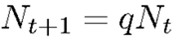 N_{t+1} = qN_t